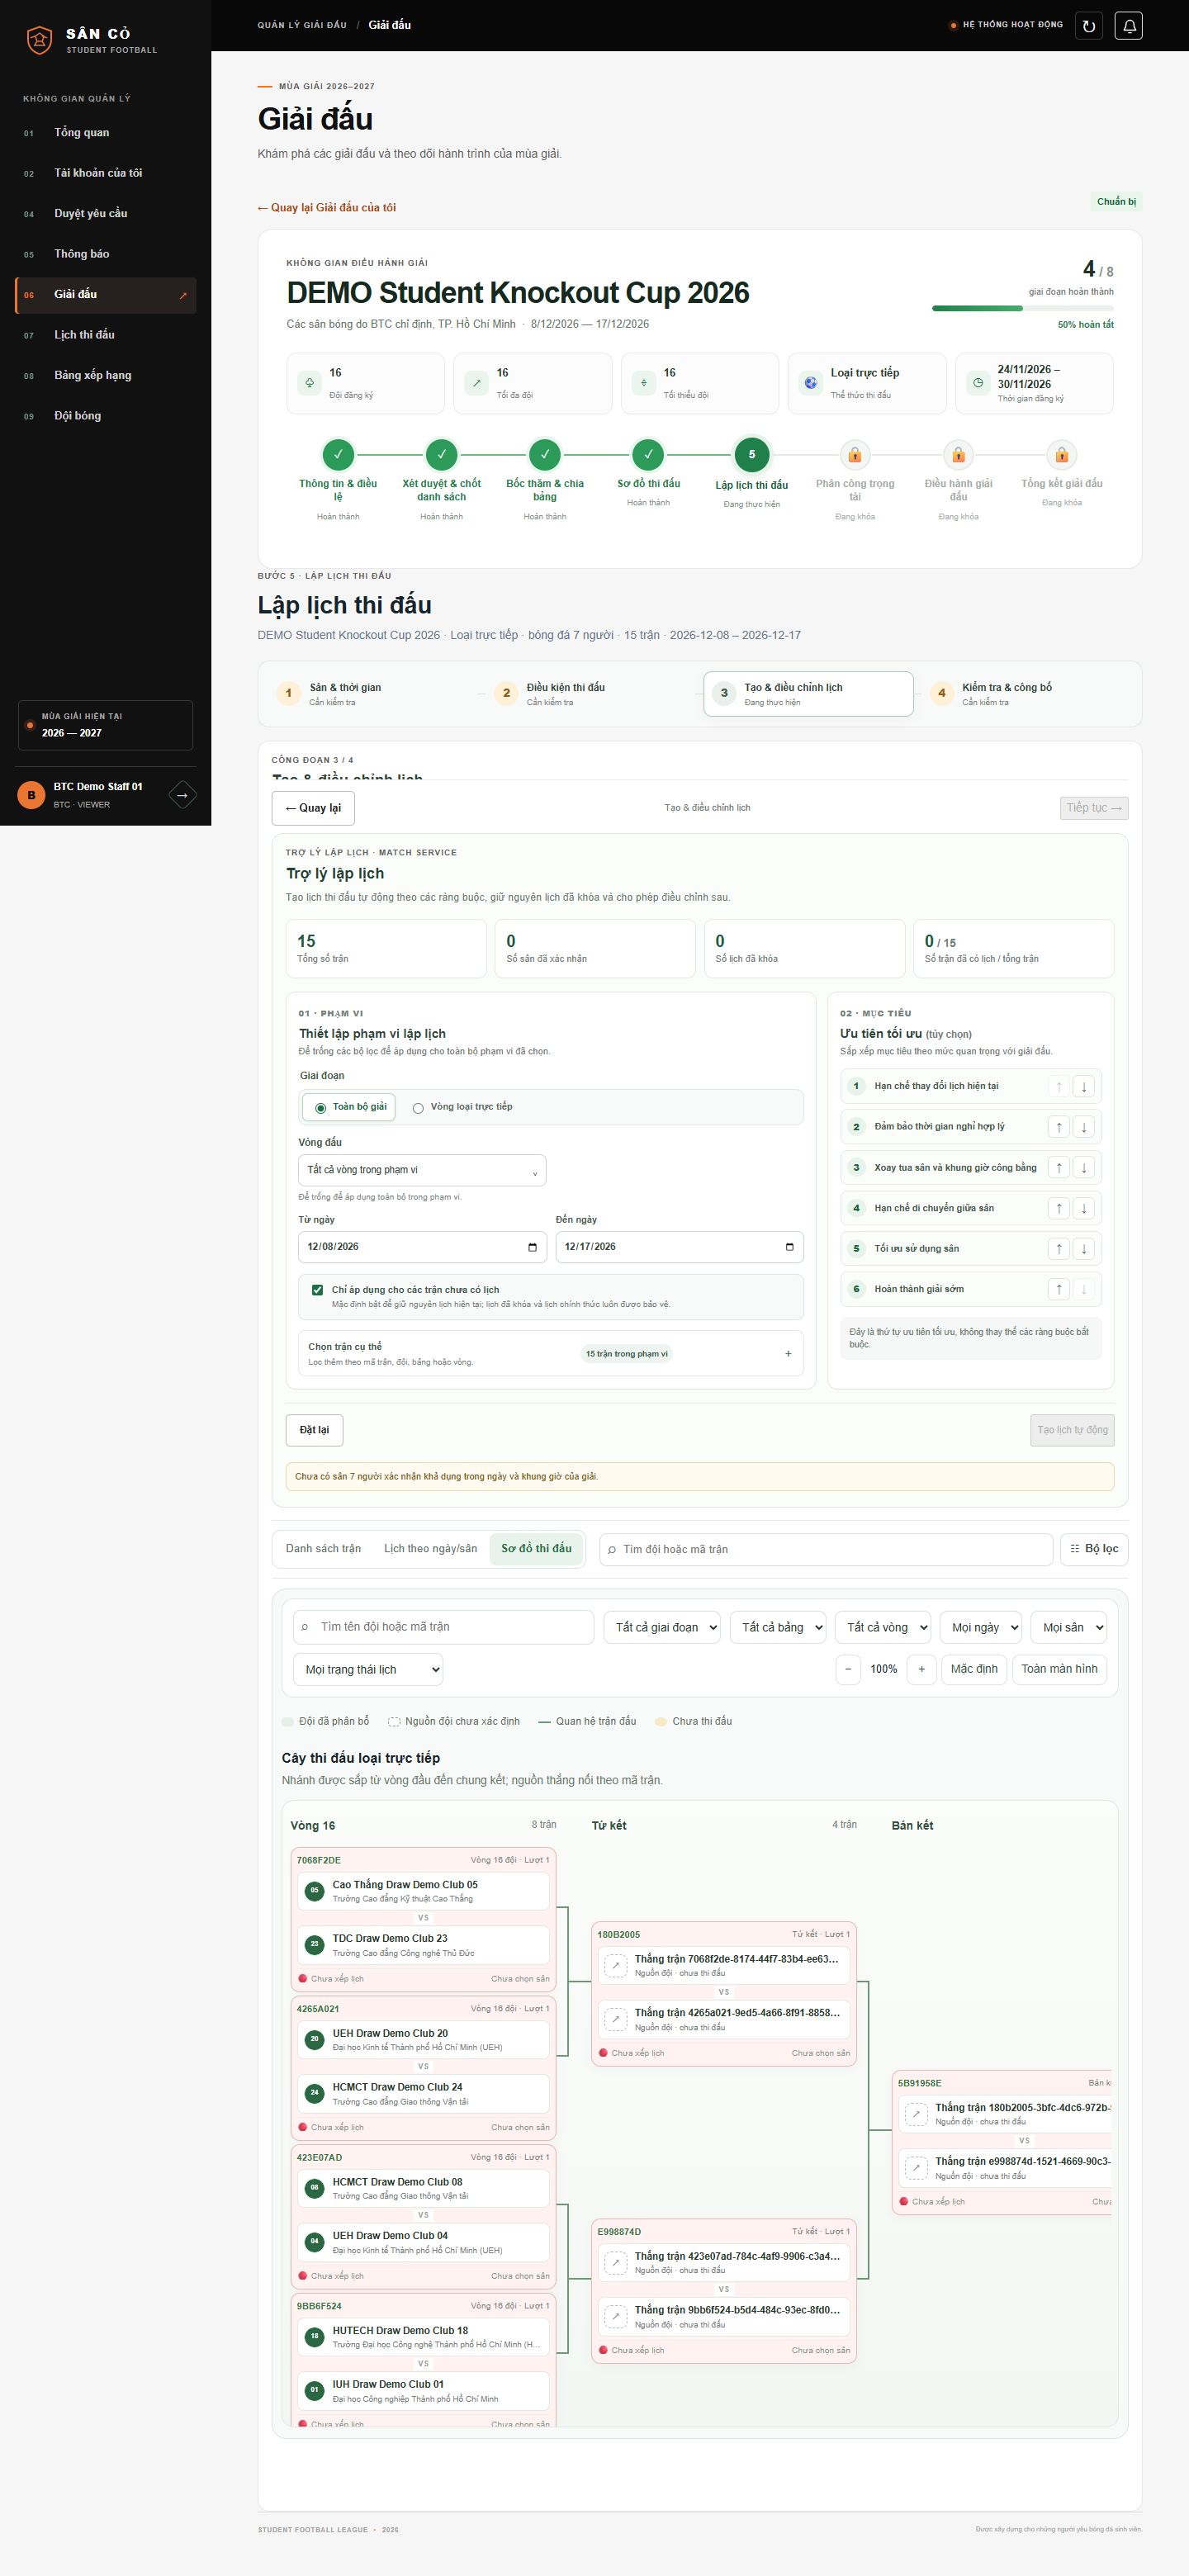 SÂN CỎ
STUDENT FOOTBALL
KHÔNG GIAN QUẢN LÝ
01 Tổng quan
02 Tài khoản của tôi
04 Duyệt yêu cầu
05 Thông báo
06 Giải đấu ↗
07 Lịch thi đấu
08 Bảng xếp hạng
09 Đội bóng
MÙA GIẢI HIỆN TẠI
2026 — 2027
B
BTC Demo Staff 01
BTC · VIEWER
→
QUẢN LÝ GIẢI ĐẤU / Giải đấu
HỆ THỐNG HOẠT ĐỘNG
MÙA GIẢI 2026–2027
Giải đấu
Khám phá các giải đấu và theo dõi hành trình của mùa giải.
← Quay lại Giải đấu của tôi
Chuẩn bị
KHÔNG GIAN ĐIỀU HÀNH GIẢI
DEMO Student Knockout Cup 2026
Các sân bóng do BTC chỉ định, TP. Hồ Chí Minh · 8/12/2026 — 17/12/2026
4 / 8
giai đoạn hoàn thành
50% hoàn tất
16
Đội đăng ký
16
Tối đa đội
16
Tối thiểu đội
Loại trực tiếp
Thể thức thi đấu
24/11/2026 –
30/11/2026
Thời gian đăng ký
✓ ✓ ✓ ✓ 5
Thông tin & điều
lệ
Hoàn thành
Xét duyệt & chốt
danh sách
Hoàn thành
Bốc thăm & chia
bảng
Hoàn thành
Sơ đồ thi đấu
Hoàn thành
Lập lịch thi đấu
Đang thực hiện
Phân công trọng
tài
Đang khóa
Điều hành giải
đấu
Đang khóa
Tổng kết giải đấu
Đang khóa
BƯỚC 5 · LẬP LỊCH THI ĐẤU
Lập lịch thi đấu
DEMO Student Knockout Cup 2026 · Loại trực tiếp · bóng đá 7 người · 15 trận · 2026-12-08 – 2026-12-17
1 Sân & thời gian
Cần kiểm tra
2 Điều kiện thi đấu
Cần kiểm tra
3 Tạo & điều chỉnh lịch
Đang thực hiện
4 Kiểm tra & công bố
Cần kiểm tra
CÔNG ĐOẠN 3 / 4
Tạo & điều chỉnh lịch
← Quay lại
Tạo & điều chỉnh lịch
Tiếp tục →
TRỢ LÝ LẬP LỊCH · MATCH SERVICE
Trợ lý lập lịch
Tạo lịch thi đấu tự động theo các ràng buộc, giữ nguyên lịch đã khóa và cho phép điều chỉnh sau.
15
Tổng số trận
0
Số sân đã xác nhận
0
Số lịch đã khóa
0 / 15
Số trận đã có lịch / tổng trận
01 · PHẠM VI
Thiết lập phạm vi lập lịch
Để trống các bộ lọc để áp dụng cho toàn bộ phạm vi đã chọn.
Giai đoạn
Toàn bộ giải
Vòng loại trực tiếp
Vòng đấu
Tất cả vòng trong phạm vi
Để trống để áp dụng toàn bộ trong phạm vi.
Từ ngày
12/08/2026
Đến ngày
12/17/2026
Chỉ áp dụng cho các trận chưa có lịch
Mặc định bật để giữ nguyên lịch hiện tại; lịch đã khóa và lịch chính thức luôn được bảo vệ.
Chọn trận cụ thể
Lọc thêm theo mã trận, đội, bảng hoặc vòng.
15 trận trong phạm vi
+
02 · MỤC TIÊU
Ưu tiên tối ưu (tùy chọn)
Sắp xếp mục tiêu theo mức quan trọng với giải đấu.
1 Hạn chế thay đổi lịch hiện tại ↑ ↓
2 Đảm bảo thời gian nghỉ hợp lý ↑ ↓
3 Xoay tua sân và khung giờ công bằng ↑ ↓
4 Hạn chế di chuyển giữa sân ↑ ↓
5 Tối ưu sử dụng sân ↑ ↓
6 Hoàn thành giải sớm ↑ ↓
Đây là thứ tự ưu tiên tối ưu, không thay thế các ràng buộc bắt
buộc.
Đặt lại
Tạo lịch tự động
Chưa có sân 7 người xác nhận khả dụng trong ngày và khung giờ của giải.
Danh sách trận
Lịch theo ngày/sân
Sơ đồ thi đấu
Tìm đội hoặc mã trận
Bộ lọc
Tìm tên đội hoặc mã trận
Tất cả giai đoạn
Tất cả bảng
Tất cả vòng
Mọi ngày
Mọi sân
Mọi trạng thái lịch
− 100% +
Mặc định
Toàn màn hình
Đội đã phân bổ
Nguồn đội chưa xác định
Quan hệ trận đấu
Chưa thi đấu
Cây thi đấu loại trực tiếp
Nhánh được sắp từ vòng đầu đến chung kết; nguồn thắng nối theo mã trận.
Vòng 16
8 trận
Tứ kết
4 trận
Bán kết
7068F2DE Vòng 16 đội · Lượt 1
05 Cao Thắng Draw Demo Club 05
Trường Cao đẳng Kỹ thuật Cao Thắng
VS
23 TDC Draw Demo Club 23
Trường Cao đẳng Công nghệ Thủ Đức
Chưa xếp lịch Chưa chọn sân
4265A021 Vòng 16 đội · Lượt 1
20 UEH Draw Demo Club 20
Đại học Kinh tế Thành phố Hồ Chí Minh (UEH)
VS
24 HCMCT Draw Demo Club 24
Trường Cao đẳng Giao thông Vận tải
Chưa xếp lịch Chưa chọn sân
423E07AD Vòng 16 đội · Lượt 1
08 HCMCT Draw Demo Club 08
Trường Cao đẳng Giao thông Vận tải
VS
04 UEH Draw Demo Club 04
Đại học Kinh tế Thành phố Hồ Chí Minh (UEH)
Chưa xếp lịch Chưa chọn sân
9BB6F524 Vòng 16 đội · Lượt 1
18 HUTECH Draw Demo Club 18
Trường Đại học Công nghệ Thành phố Hồ Chí Minh (H...
VS
01 IUH Draw Demo Club 01
Đại học Công nghiệp Thành phố Hồ Chí Minh
Chưa xếp lịch Chưa chọn sân
180B2005 Tứ kết · Lượt 1
Thắng trận 7068f2de-8174-44f7-83b4-ee63...
Nguồn đội · chưa thi đấu
VS
Thắng trận 4265a021-9ed5-4a66-8f91-8858...
Nguồn đội · chưa thi đấu
Chưa xếp lịch Chưa chọn sân
E998874D Tứ kết · Lượt 1
Thắng trận 423e07ad-784c-4af9-9906-c3a4...
Nguồn đội · chưa thi đấu
VS
Thắng trận 9bb6f524-b5d4-484c-93ec-8fd0...
Nguồn đội · chưa thi đấu
Chưa xếp lịch Chưa chọn sân
5B91958E Bán k
Thắng trận 180b2005-3bfc-4dc6-972b-
Nguồn đội · chưa thi đấu
VS
Thắng trận e998874d-1521-4669-90c3-
Nguồn đội · chưa thi đấu
Chưa xếp lịch Chưa
STUDENT FOOTBALL LEAGUE • 2026
Được xây dựng cho những người yêu bóng đá sinh viên.